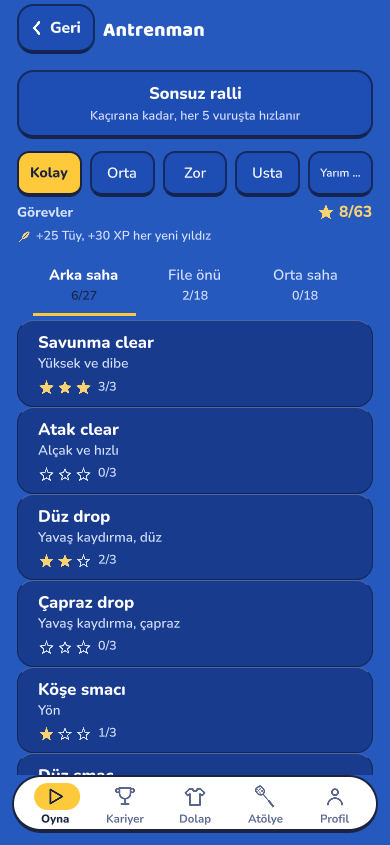 Geri
Antrenman
Sonsuz ralli
Kaçırana kadar, her 5 vuruşta hızlanır
Kolay
Orta
Zor
Usta
Yarım ...
Görevler
8/63
+25 Tüy, +30 XP her yeni yıldız
Arka saha
File önü
Orta saha
6/27
2/18
0/18
Savunma clear
Yüksek ve dibe
3/3
Atak clear
Alçak ve hızlı
0/3
Düz drop
Yavaş kaydırma, düz
2/3
Çapraz drop
Yavaş kaydırma, çapraz
0/3
Köşe smacı
Yön
1/3
Düz smaç
Oyna
Kariyer
Dolap
Atölye
Profil